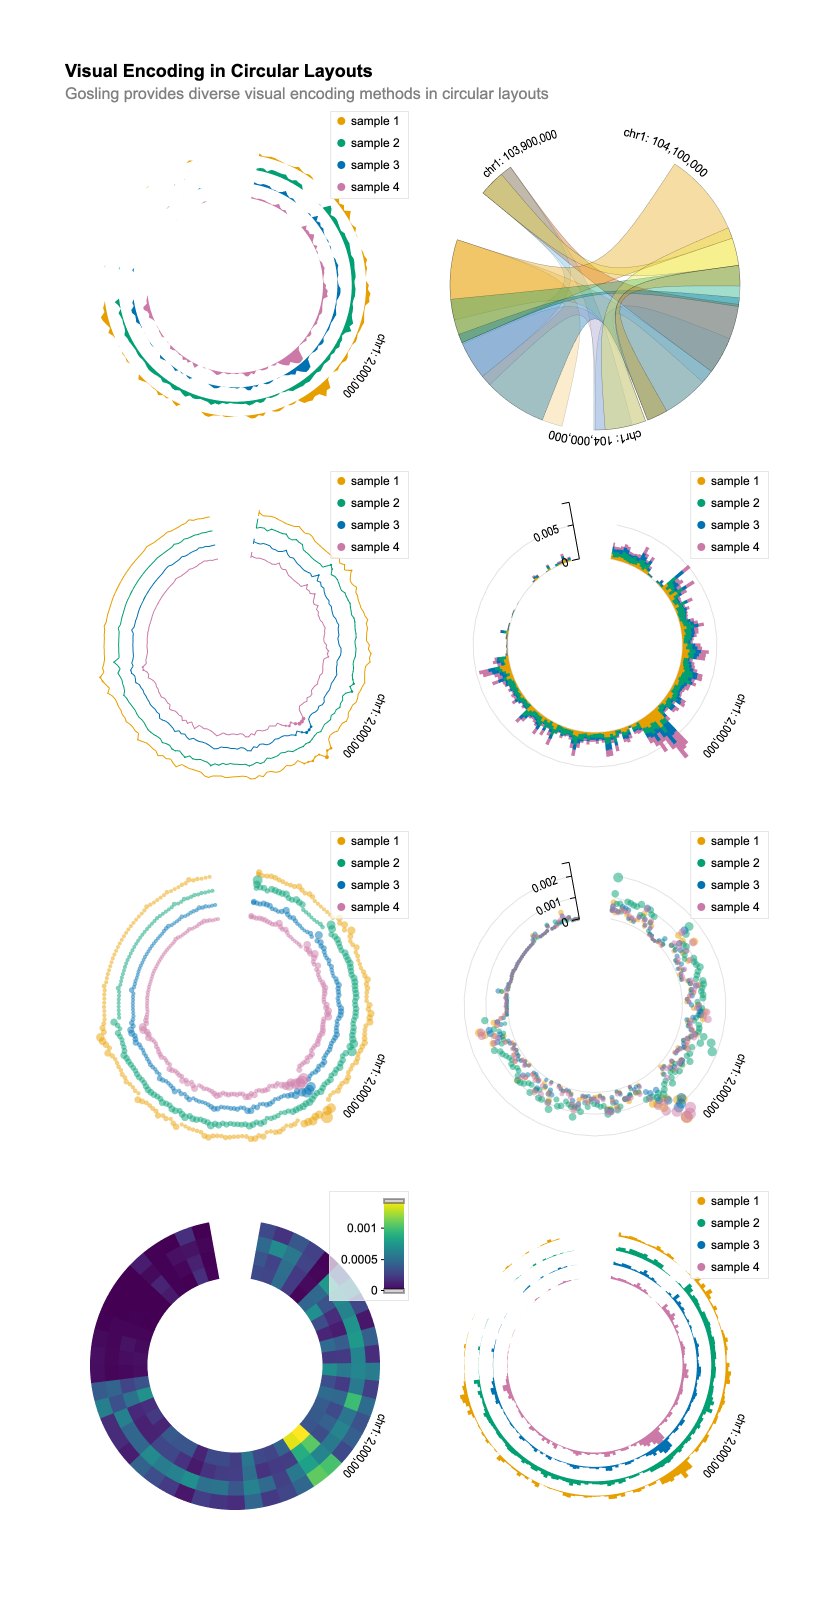 Visual Encoding in Circular Layouts
Gosling provides diverse visual encoding methods in circular layouts
sample 1
sample 2
sample 3
sample 4
chr1: 2,000,000
chr1: 103,900,000
chr1: 104,100,000
chr1: 104,000,000
sample 1
sample 2
sample 3
sample 4
chr1: 2,000,000
sample 1
sample 2
sample 3
sample 4
0.005
0
chr1: 2,000,000
sample 1
sample 2
sample 3
sample 4
chr1: 2,000,000
sample 1
sample 2
sample 3
sample 4
0.002
0.001
0
chr1: 2,000,000
0.001
0.0005
0
chr1: 2,000,000
sample 1
sample 2
sample 3
sample 4
chr1: 2,000,000